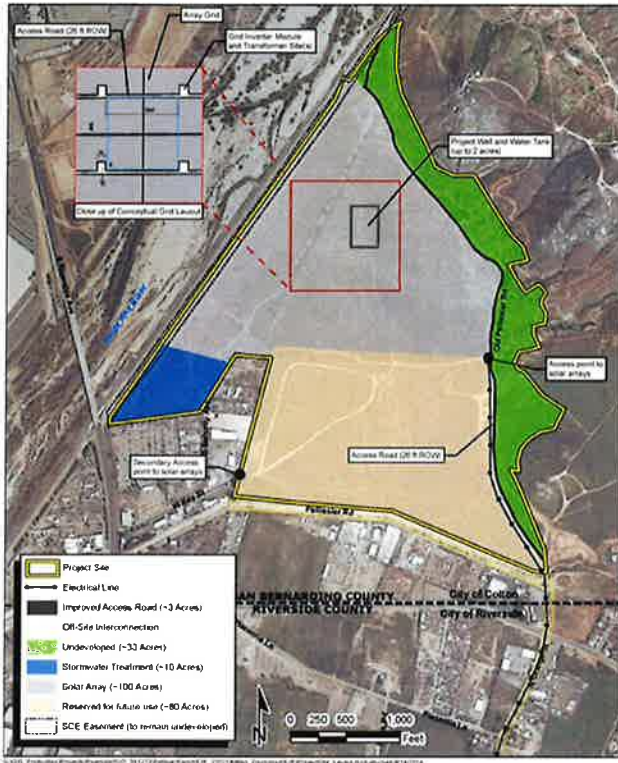 Array Grid
Access Road (26 ft ROW)
Grid Inverter Module
and Transformer Site(s)
Close up of Conceptual Grid Layout
Project Well and Water Tank
(up to 2 acres)
Access point to
solar arrays
Access Road (26 ft ROW)
Secondary Access
point to solar arrays
Pellissier Rd
SAN BERNARDINO COUNTY
RIVERSIDE COUNTY
City of Colton
City of Riverside
Project Site
Electrical Line
Improved Access Road (~3 Acres)
Off-Site Interconnection
Undeveloped (~33 Acres)
Stormwater Treatment (~10 Acres)
Solar Array (~100 Acres)
Reserved for future use (~80 Acres)
SCE Easement (to remain undeveloped)
N
0 250 500 1,000
Feet